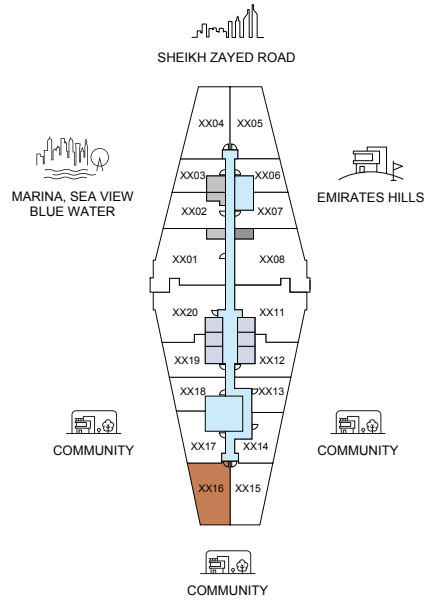 SHEIKH ZAYED ROAD
XX04 XX05
XX03 XX06
MARINA, SEA VIEW
BLUE WATER
EMIRATES HILLS
XX02 XX07
XX01 XX08
XX20 XX11
XX19 XX12
XX18 XX13
COMMUNITY
COMMUNITY
XX17 XX14
XX16 XX15
COMMUNITY